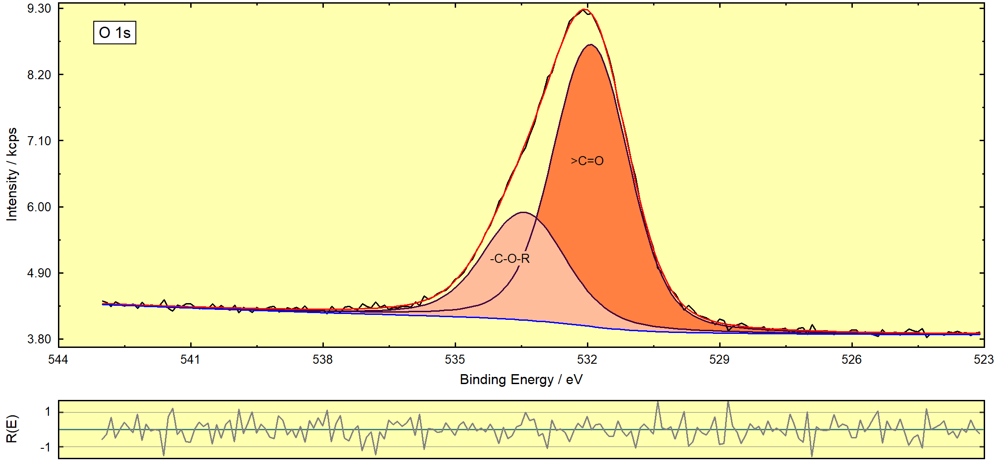 O 1s
9.30
8.20
7.10
6.00
4.90
3.80
Intensity / kcps
>C=O
-C-O-R
544 541 538 535 532 529 526 523
Binding Energy / eV
R(E)
1
-1